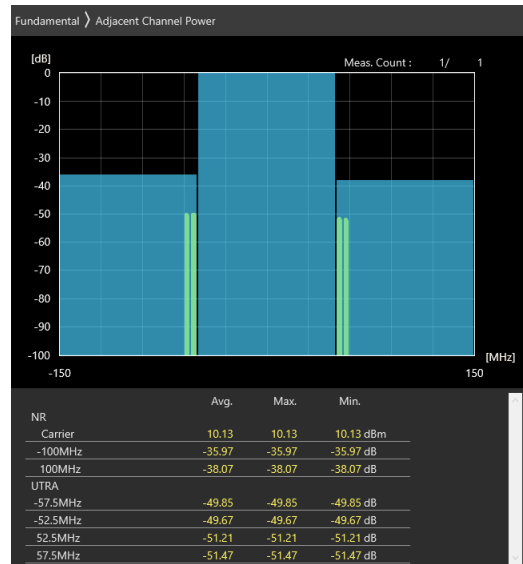 Fundamental 〉 Adjacent Channel Power
[dB]
Meas. Count : 1/ 1
0
-10
-20
-30
-40
-50
-60
-70
-80
-90
-100
[MHz]
-150 150
Avg. Max. Min.
NR
Carrier 10.13 10.13 10.13 dBm
-100MHz -35.97 -35.97 -35.97 dB
100MHz -38.07 -38.07 -38.07 dB
UTRA
-57.5MHz -49.85 -49.85 -49.85 dB
-52.5MHz -49.67 -49.67 -49.67 dB
52.5MHz -51.21 -51.21 -51.21 dB
57.5MHz -51.47 -51.47 -51.47 dB